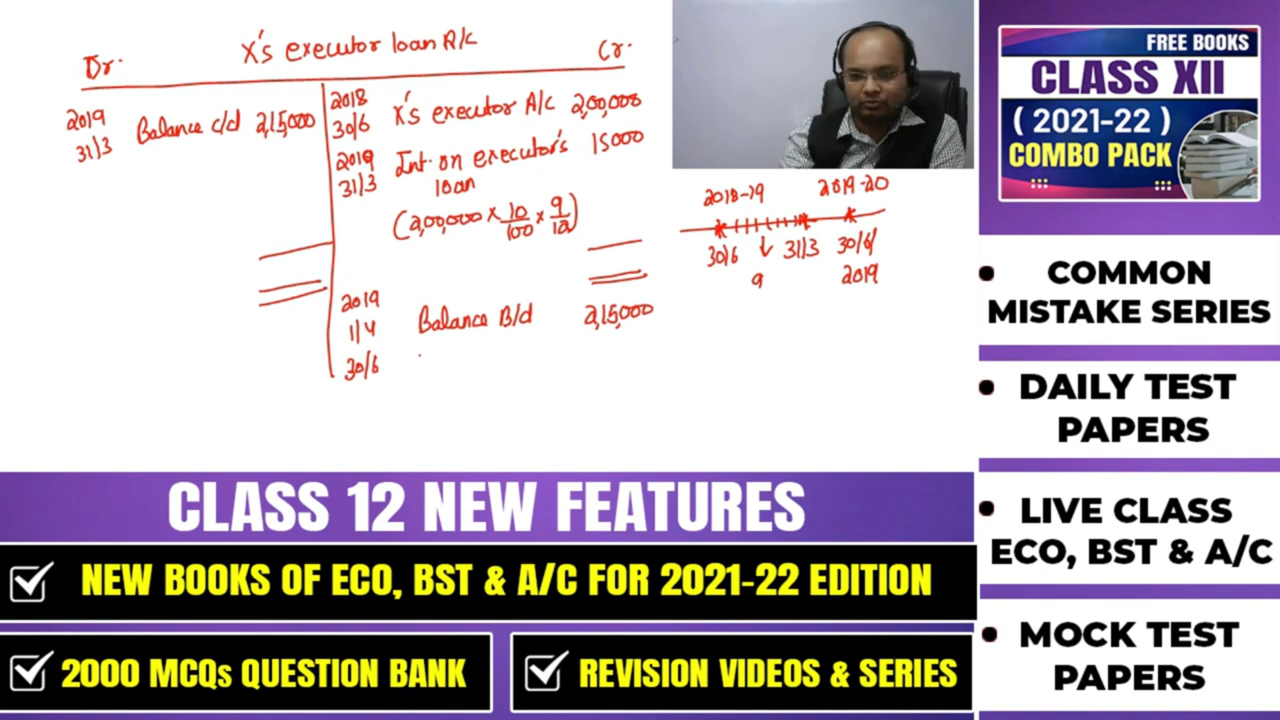 X's executor loan A/c
Dr.
Cr.
2019
31/3 Balance c/d 2,15,000
2018
30/6 X's executor A/c 2,00,000
2019
31/3 Int. on executor's loan 15000
(2,00,000 × 10/100 × 9/12)
2019
1/4 Balance B/d 2,15,000
30/6
2018-19 2019-20
30/6 31/3 30/6/
9 2019
FREE BOOKS
CLASS XII
( 2021-22 )
COMBO PACK
• COMMON
MISTAKE SERIES
• DAILY TEST
PAPERS
• LIVE CLASS
ECO, BST & A/C
• MOCK TEST
PAPERS
CLASS 12 NEW FEATURES
NEW BOOKS OF ECO, BST & A/C FOR 2021-22 EDITION
2000 MCQs QUESTION BANK
REVISION VIDEOS & SERIES